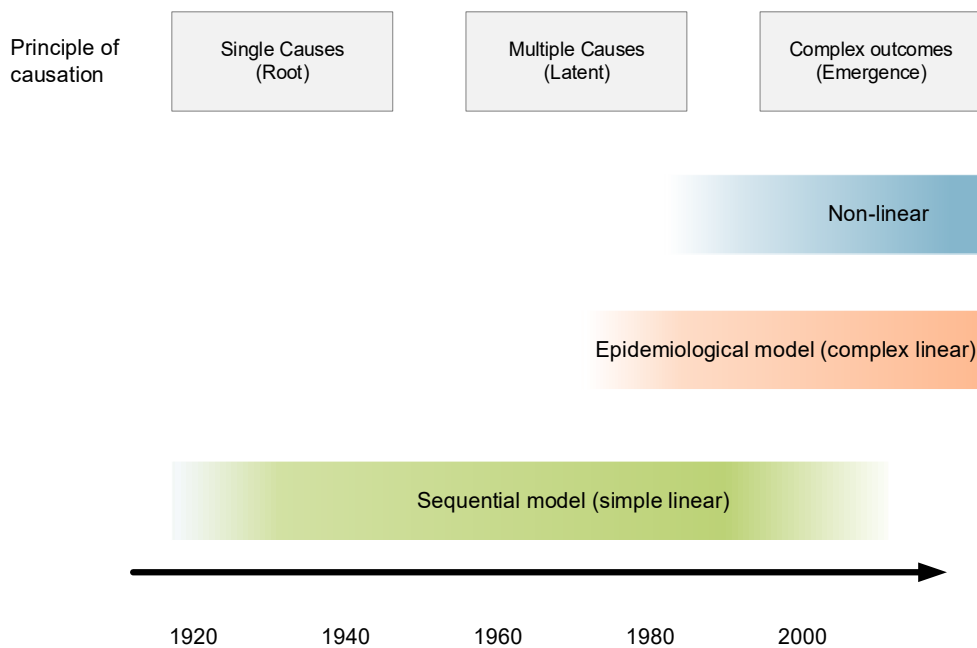 Principle of
causation
Single Causes
(Root)
Multiple Causes
(Latent)
Complex outcomes
(Emergence)
Non-linear
Epidemiological model (complex linear)
Sequential model (simple linear)
1920 1940 1960 1980 2000